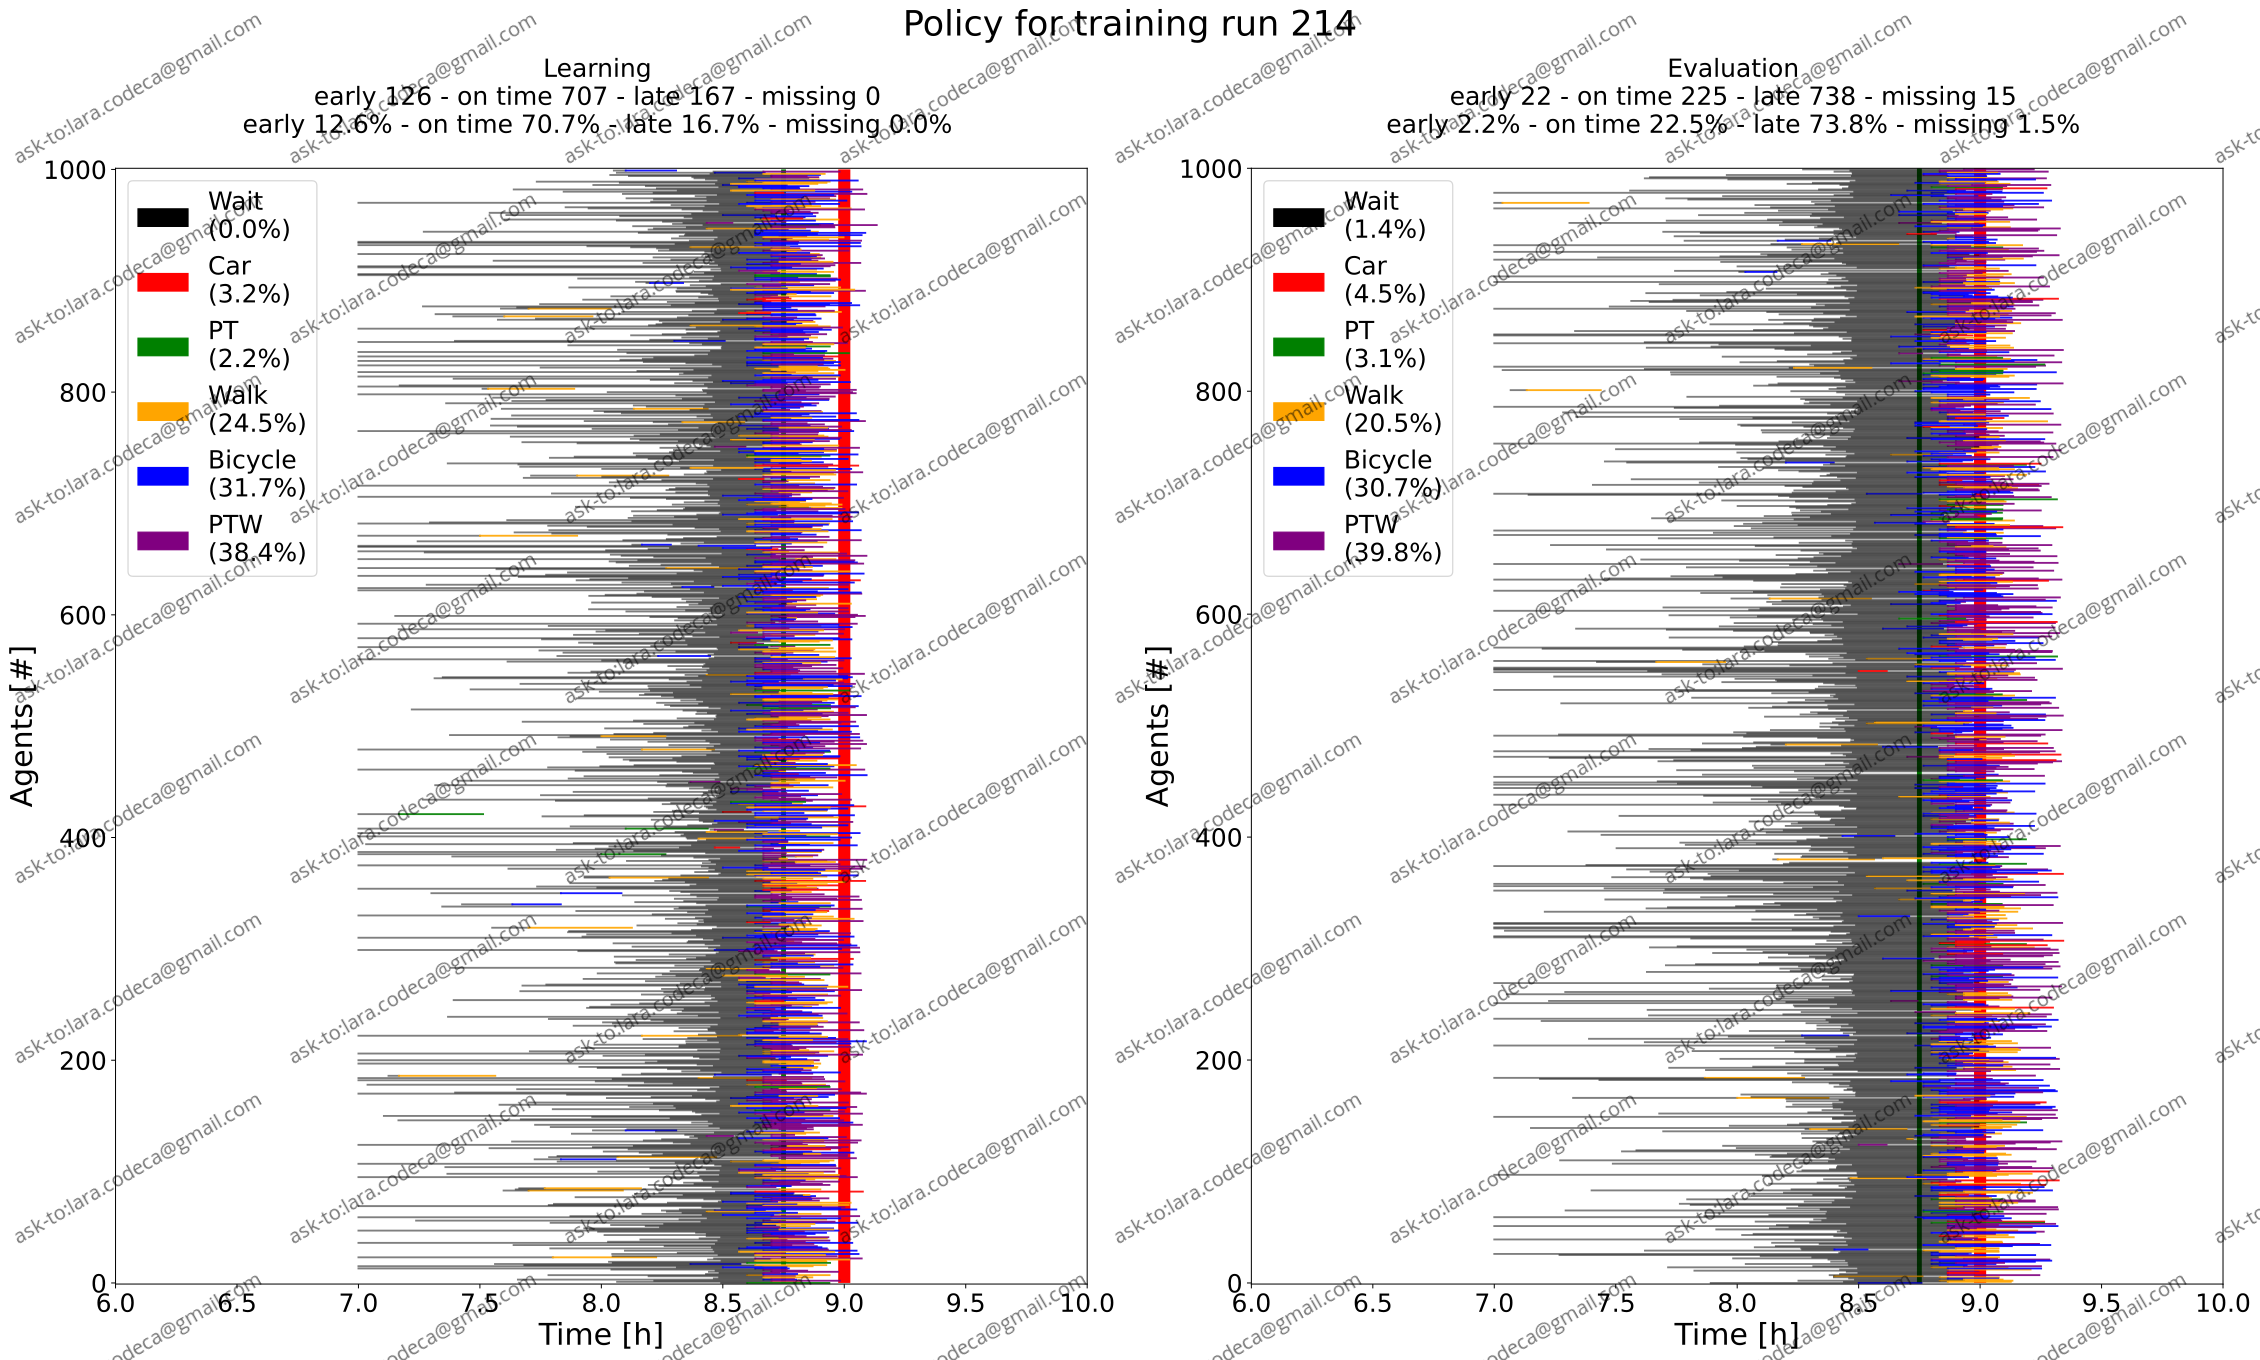 Policy for training run 214
Learning
early 126 - on time 707 - late 167 - missing 0
early 12.6% - on time 70.7% - late 16.7% - missing 0.0%
1000
800
600
400
200
0
Agents [#]
Wait
(0.0%)
Car
(3.2%)
PT
(2.2%)
Walk
(24.5%)
Bicycle
(31.7%)
PTW
(38.4%)
6.0 6.5 7.0 7.5 8.0 8.5 9.0 9.5 10.0
Time [h]
Evaluation
early 22 - on time 225 - late 738 - missing 15
early 2.2% - on time 22.5% - late 73.8% - missing 1.5%
1000
800
600
400
200
0
Agents [#]
Wait
(1.4%)
Car
(4.5%)
PT
(3.1%)
Walk
(20.5%)
Bicycle
(30.7%)
PTW
(39.8%)
6.0 6.5 7.0 7.5 8.0 8.5 9.0 9.5 10.0
Time [h]
ask-to:lara.codeca@gmail.com